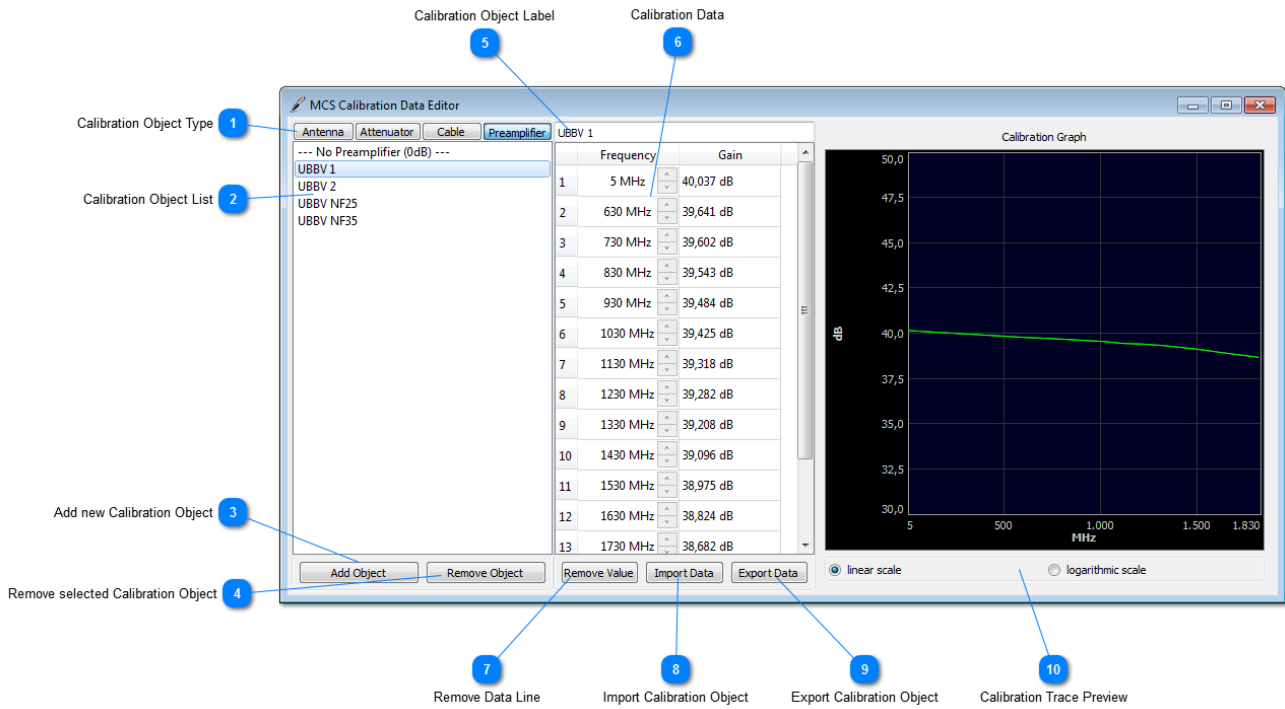 Calibration Object Label
Calibration Data
5
6
MCS Calibration Data Editor
Calibration Object Type
1
Antenna
Attenuator
Cable
Preamplifier
UBBV 1
Calibration Graph
--- No Preamplifier (0dB) ---
UBBV 1
UBBV 2
UBBV NF25
UBBV NF35
Calibration Object List
2
Frequency Gain
1 5 MHz 40,037 dB
2 630 MHz 39,641 dB
3 730 MHz 39,602 dB
4 830 MHz 39,543 dB
5 930 MHz 39,484 dB
6 1030 MHz 39,425 dB
7 1130 MHz 39,318 dB
8 1230 MHz 39,282 dB
9 1330 MHz 39,208 dB
10 1430 MHz 39,096 dB
11 1530 MHz 38,975 dB
12 1630 MHz 38,824 dB
13 1730 MHz 38,682 dB
50,0
47,5
45,0
42,5
40,0
37,5
35,0
32,5
30,0
dB
5 500 1.000 1.500 1.830
MHz
Add new Calibration Object
3
Add Object
Remove Object
Remove Value
Import Data
Export Data
linear scale
logarithmic scale
Remove selected Calibration Object
4
7
8
9
10
Remove Data Line
Import Calibration Object
Export Calibration Object
Calibration Trace Preview